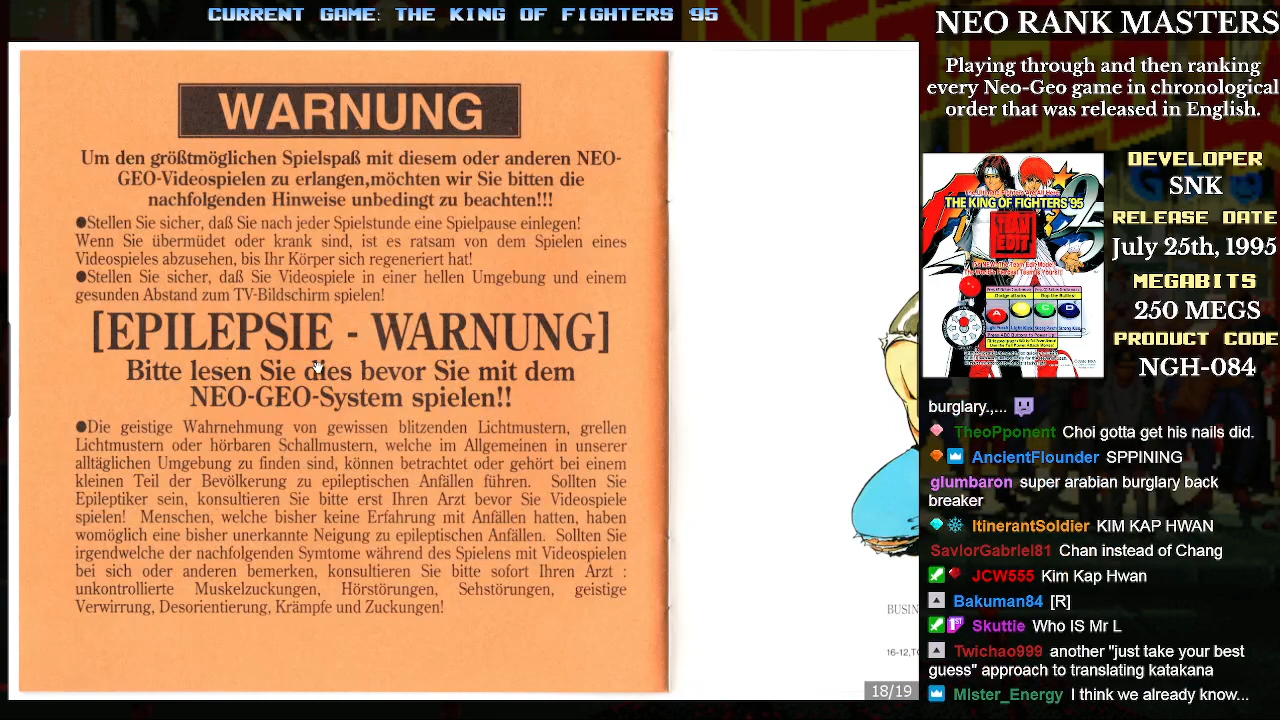 CURRENT GAME: THE KING OF FIGHTERS 95
WARNUNG
Um den größtmöglichen Spielspaß mit diesem oder anderen NEO-
GEO-Videospielen zu erlangen,möchten wir Sie bitten die
nachfolgenden Hinweise unbedingt zu beachten!!!
●Stellen Sie sicher, daß Sie nach jeder Spielstunde eine Spielpause einlegen!
Wenn Sie übermüdet oder krank sind, ist es ratsam von dem Spielen eines
Videospieles abzusehen, bis Ihr Körper sich regeneriert hat!
●Stellen Sie sicher, daß Sie Videospiele in einer hellen Umgebung und einem
gesunden Abstand zum TV-Bildschirm spielen!
[EPILEPSIE - WARNUNG]
Bitte lesen Sie dies bevor Sie mit dem
NEO-GEO-System spielen!!
●Die geistige Wahrnehmung von gewissen blitzenden Lichtmustern, grellen
Lichtmustern oder hörbaren Schallmustern, welche im Allgemeinen in unserer
alltäglichen Umgebung zu finden sind, können betrachtet oder gehört bei einem
kleinen Teil der Bevölkerung zu epileptischen Anfällen führen. Sollten Sie
Epileptiker sein, konsultieren Sie bitte erst Ihren Arzt bevor Sie Videospiele
spielen! Menschen, welche bisher keine Erfahrung mit Anfällen hatten, haben
womöglich eine bisher unerkannte Neigung zu epileptischen Anfällen. Sollten Sie
irgendwelche der nachfolgenden Symtome während des Spielens mit Videospielen
bei sich oder anderen bemerken, konsultieren Sie bitte sofort Ihren Arzt :
unkontrollierte Muskelzuckungen, Hörstörungen, Sehstörungen, geistige
Verwirrung, Desorientierung, Krämpfe und Zuckungen!
BUSIN
16-12,TO
18/19
NEO RANK MASTERS
Playing through and then ranking
every Neo-Geo game in chronological
order that was released in English.
THE KING OF FIGHTERS '95
TEAM
EDIT
A
B
C
D
DEVELOPER
SNK
RELEASE DATE
July 25th, 1995
MEGABITS
250 MEGS
PRODUCT CODE
NGH-084
burglary.,...
TheoPponent Choi gotta get his nails did.
AncientFlounder SPPINING
glumbaron super arabian burglary back
breaker
ItinerantSoldier KIM KAP HWAN
SaviorGabriel81 Chan instead of Chang
JCW555 Kim Kap Hwan
Bakuman84 [R]
Skuttie Who IS Mr L
Twichao999 another "just take your best
guess" approach to translating katakana
Mister_Energy I think we already know...